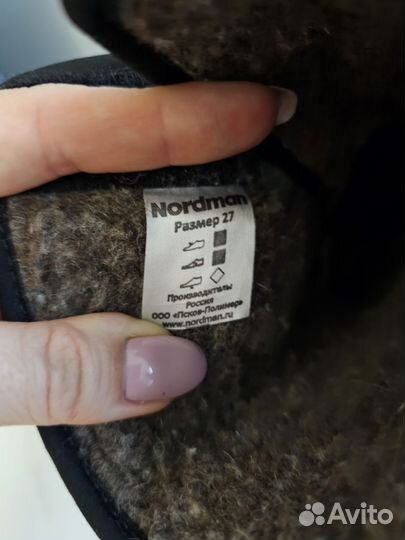 Nordman
Размер 27
Производитель:
Россия
ООО «Псков-Полимер»
www.nordman.ru
Avito